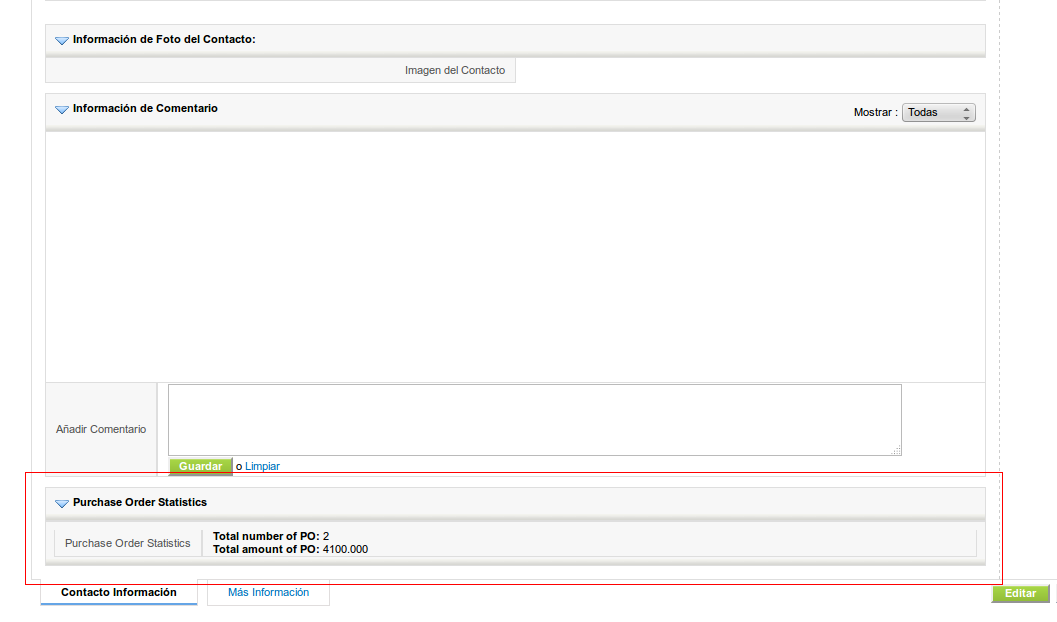 Información de Foto del Contacto:
Imagen del Contacto
Información de Comentario
Mostrar : Todas
Añadir Comentario
Guardar o Limpiar
Purchase Order Statistics
Purchase Order Statistics
Total number of PO: 2
Total amount of PO: 4100.000
Contacto Información
Más Información
Editar